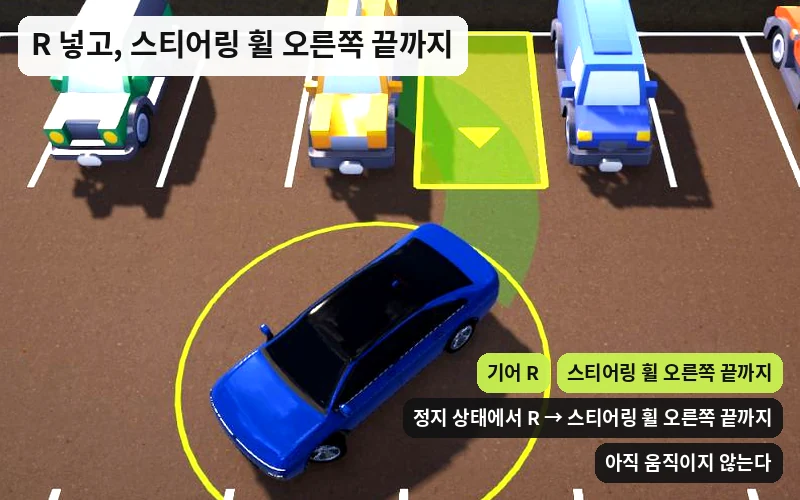 R 넣고, 스티어링 휠 오른쪽 끝까지
기어 R
스티어링 휠 오른쪽 끝까지
정지 상태에서 R → 스티어링 휠 오른쪽 끝까지
아직 움직이지 않는다